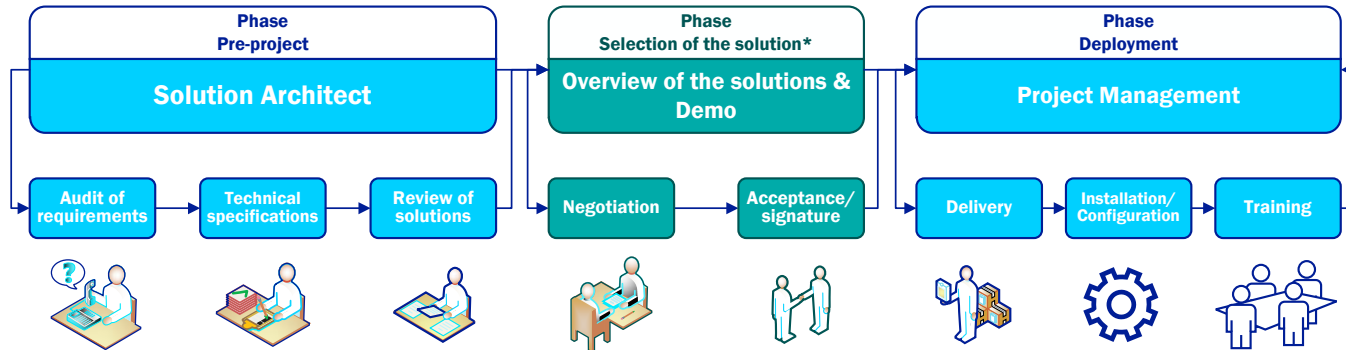 Phase
Pre-project
Solution Architect
Phase
Selection of the solution*
Overview of the solutions &
Demo
Phase
Deployment
Project Management
Audit of
requirements
Technical
specifications
Review of
solutions
Negotiation
Acceptance/
signature
Delivery
Installation/
Configuration
Training
?